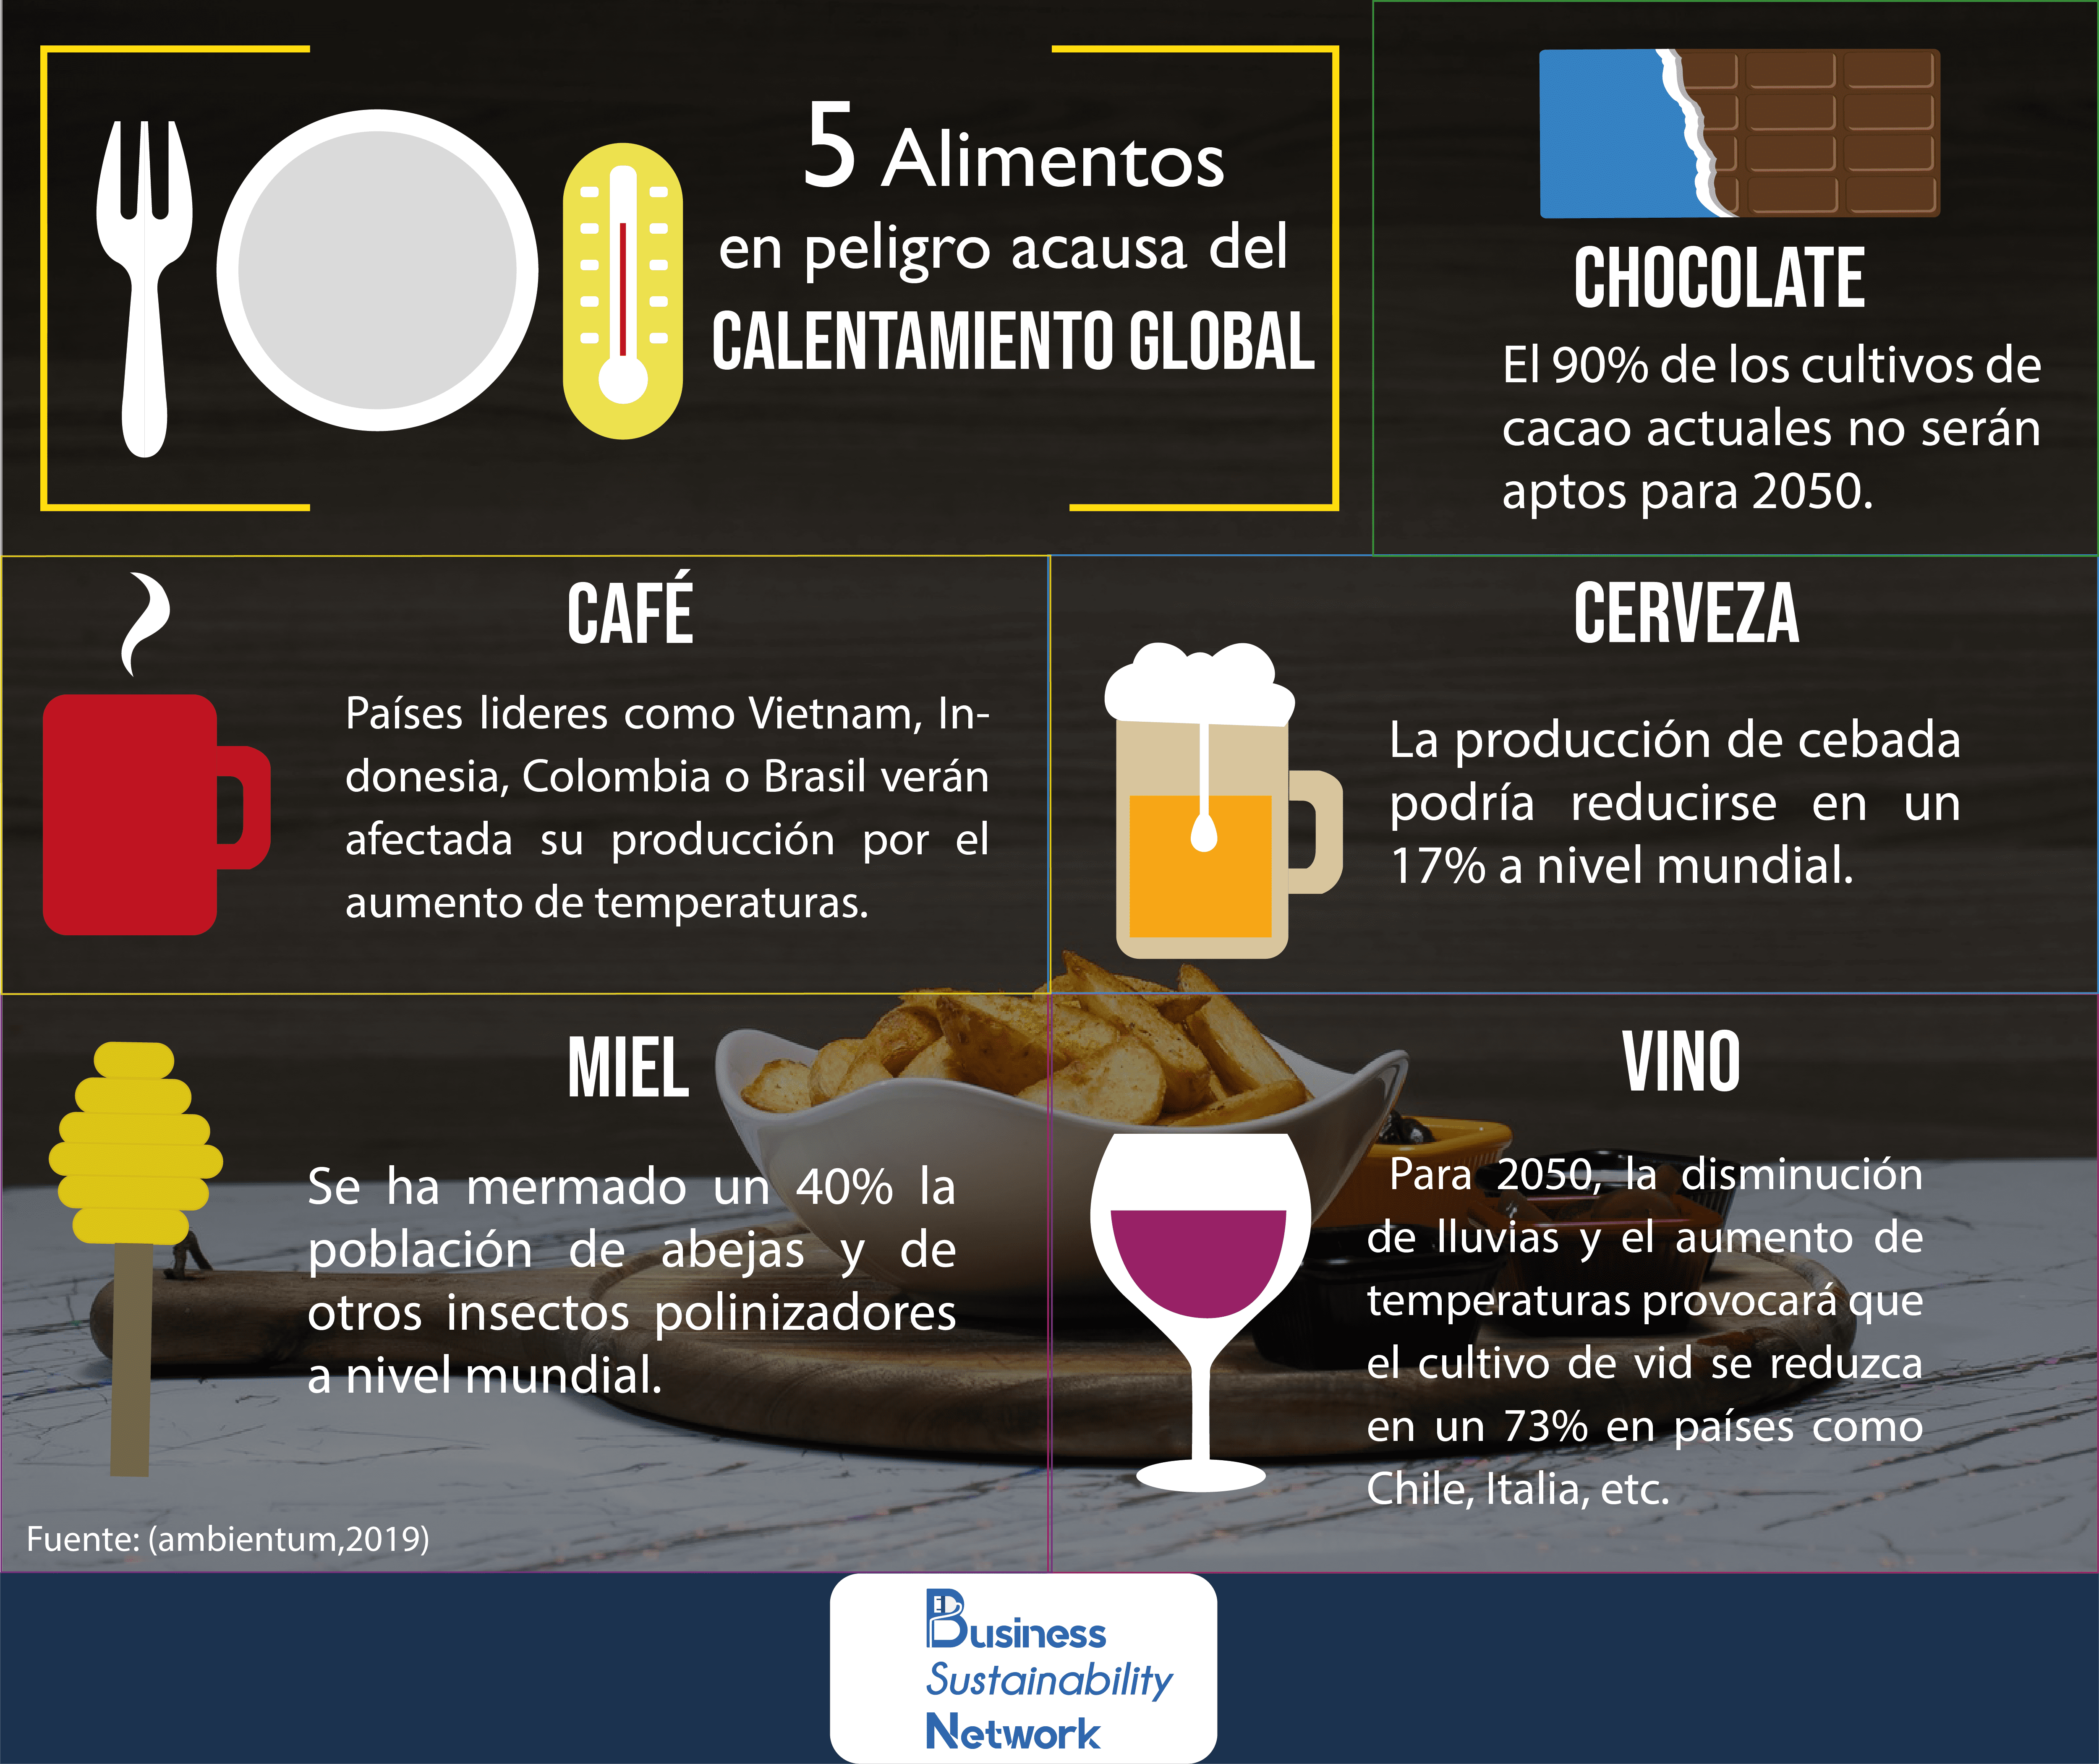 5 Alimentos
en peligro acausa del
CALENTAMIENTO GLOBAL
CHOCOLATE
El 90% de los cultivos de
cacao actuales no serán
aptos para 2050.
CAFÉ
Países lideres como Vietnam, In-
donesia, Colombia o Brasil verán
afectada su producción por el
aumento de temperaturas.
CERVEZA
La producción de cebada
podría reducirse en un
17% a nivel mundial.
MIEL
Se ha mermado un 40% la
población de abejas y de
otros insectos polinizadores
a nivel mundial.
VINO
Para 2050, la disminución
de lluvias y el aumento de
temperaturas provocará que
el cultivo de vid se reduzca
en un 73% en países como
Chile, Italia, etc.
Fuente: (ambientum,2019)
Business
Sustainability
Network